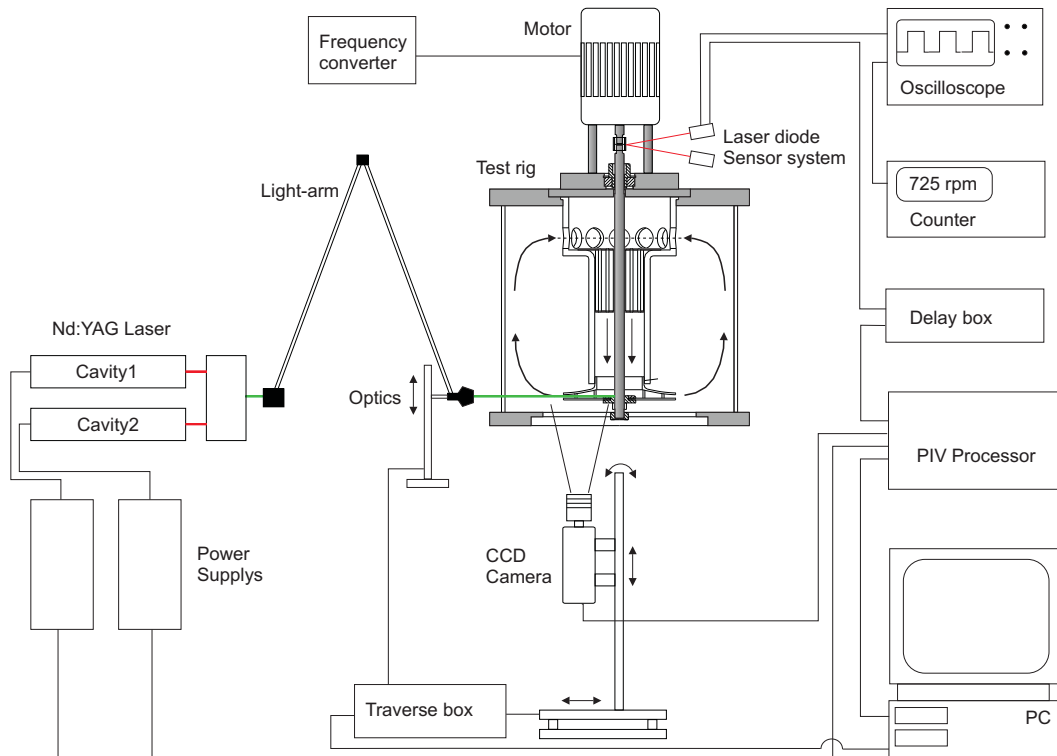 Frequency
converter
Motor
Oscilloscope
Laser diode
Sensor system
Test rig
Light-arm
725 rpm
Counter
Nd:YAG Laser
Delay box
Cavity1
Optics
Cavity2
PIV Processor
Power
Supplys
CCD
Camera
Traverse box
PC